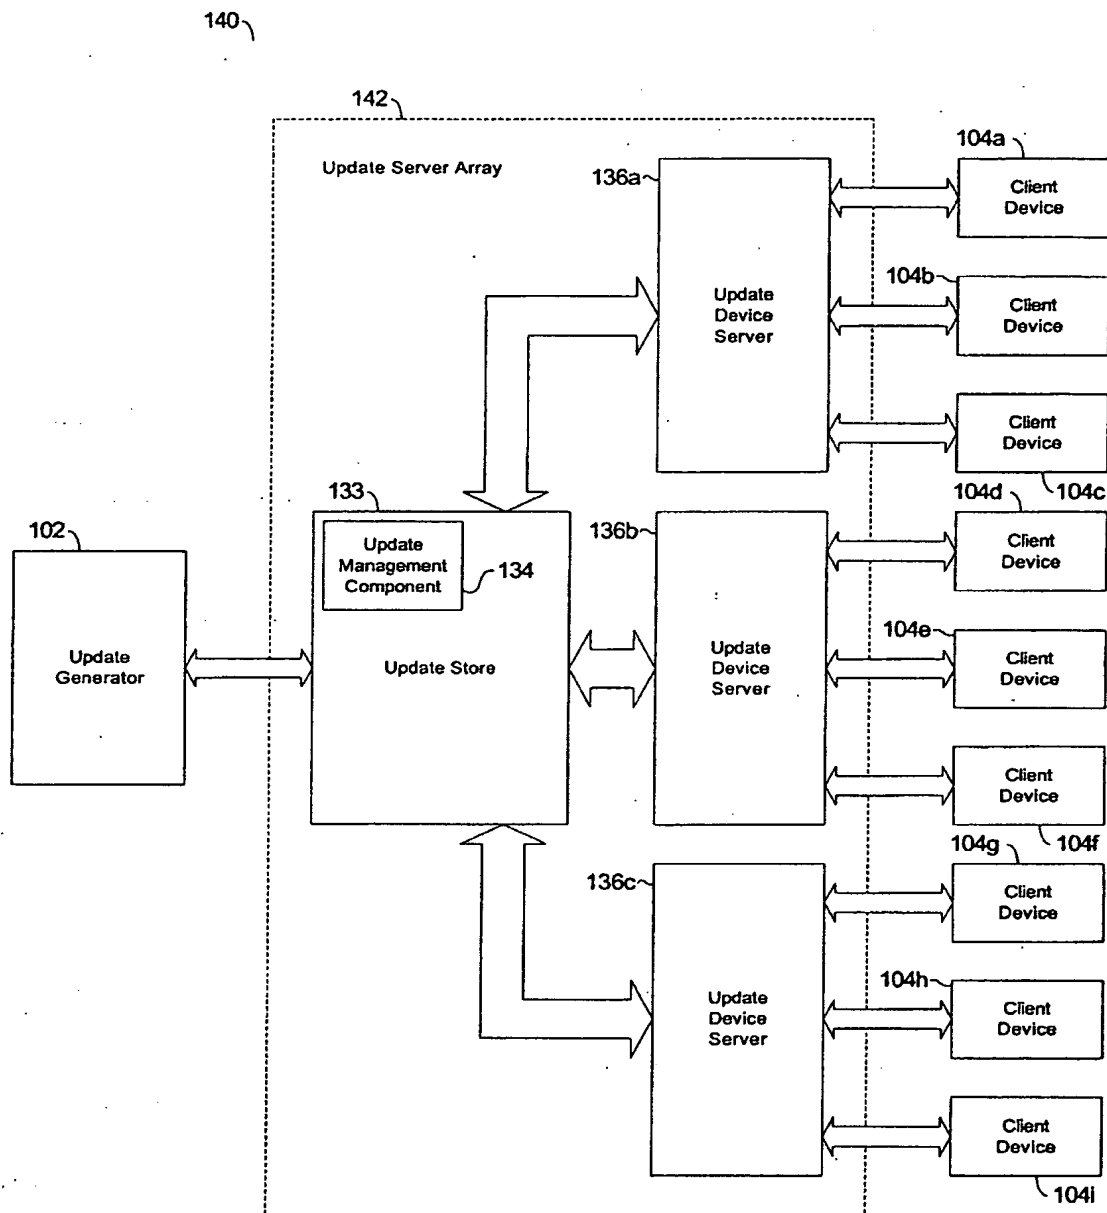 140
142
Update Server Array
136a
104a
Client
Device
104b
Client
Device
Update
Device
Server
Client
Device
104c
133
104d
102
Update
Management
Component
134
136b
Client
Device
Update
Generator
Update Store
Update
Device
Server
104e
Client
Device
Client
Device
104f
104g
136c
Client
Device
104h
Update
Device
Server
Client
Device
Client
Device
104i